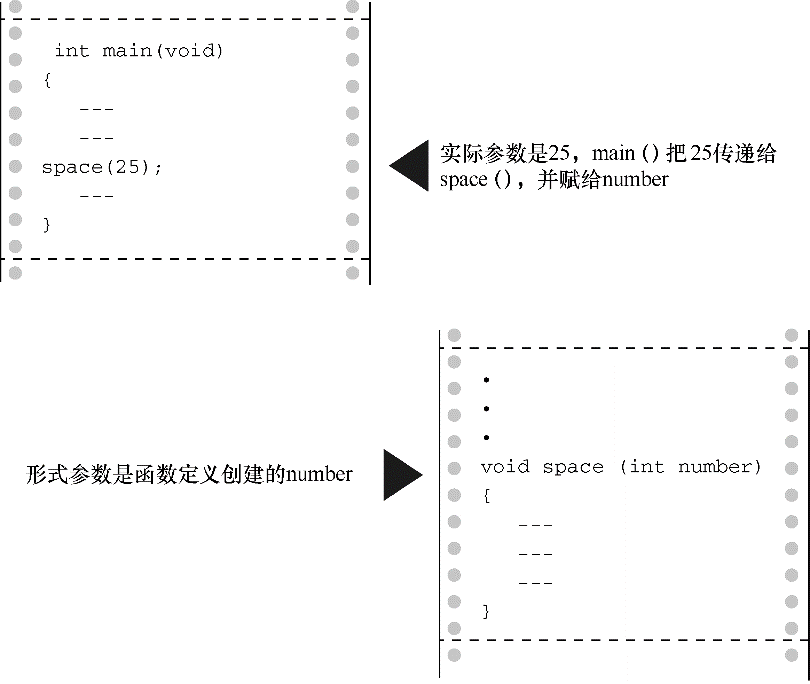 int main(void)
{
---
---
space(25);
---
}
实际参数是25，main()把25传递给
space()，并赋给number
•
•
•
形式参数是函数定义创建的number
void space (int number)
{
---
---
---
}